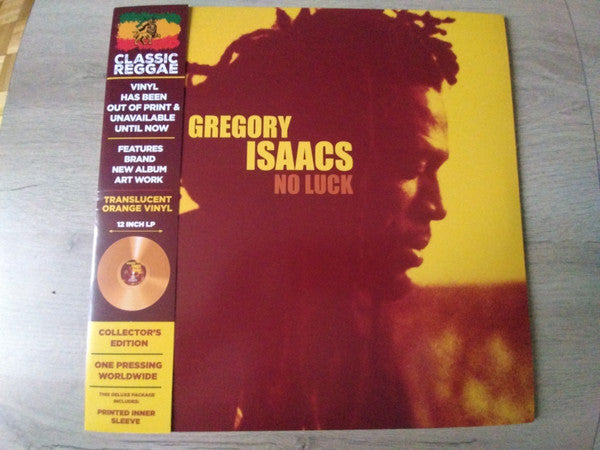 CLASSIC
REGGAE
VINYL
HAS BEEN
OUT OF PRINT &
UNAVAILABLE
UNTIL NOW
FEATURES
BRAND
NEW ALBUM
ART WORK
TRANSLUCENT
ORANGE VINYL
12 INCH LP
COLLECTOR'S
EDITION
ONE PRESSING
WORLDWIDE
THIS DELUXE PACKAGE
INCLUDES:
PRINTED INNER
SLEEVE
GREGORY
ISAACS
NO LUCK